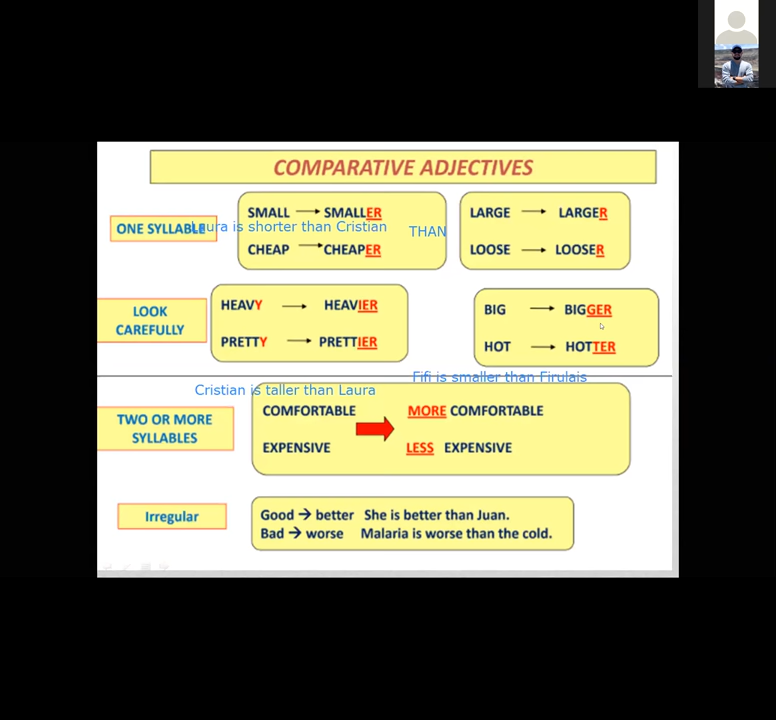 COMPARATIVE ADJECTIVES
ONE SYLLABLE
SMALL → SMALLER
CHEAP → CHEAPER
LARGE → LARGER
LOOSE → LOOSER
Laura is shorter than Cristian
THAN
LOOK
CAREFULLY
HEAVY → HEAVIER
PRETTY → PRETTIER
BIG → BIGGER
HOT → HOTTER
Fifi is smaller than Firulais
Cristian is taller than Laura
TWO OR MORE
SYLLABLES
COMFORTABLE
MORE COMFORTABLE
EXPENSIVE
LESS EXPENSIVE
Irregular
Good → better She is better than Juan.
Bad → worse Malaria is worse than the cold.